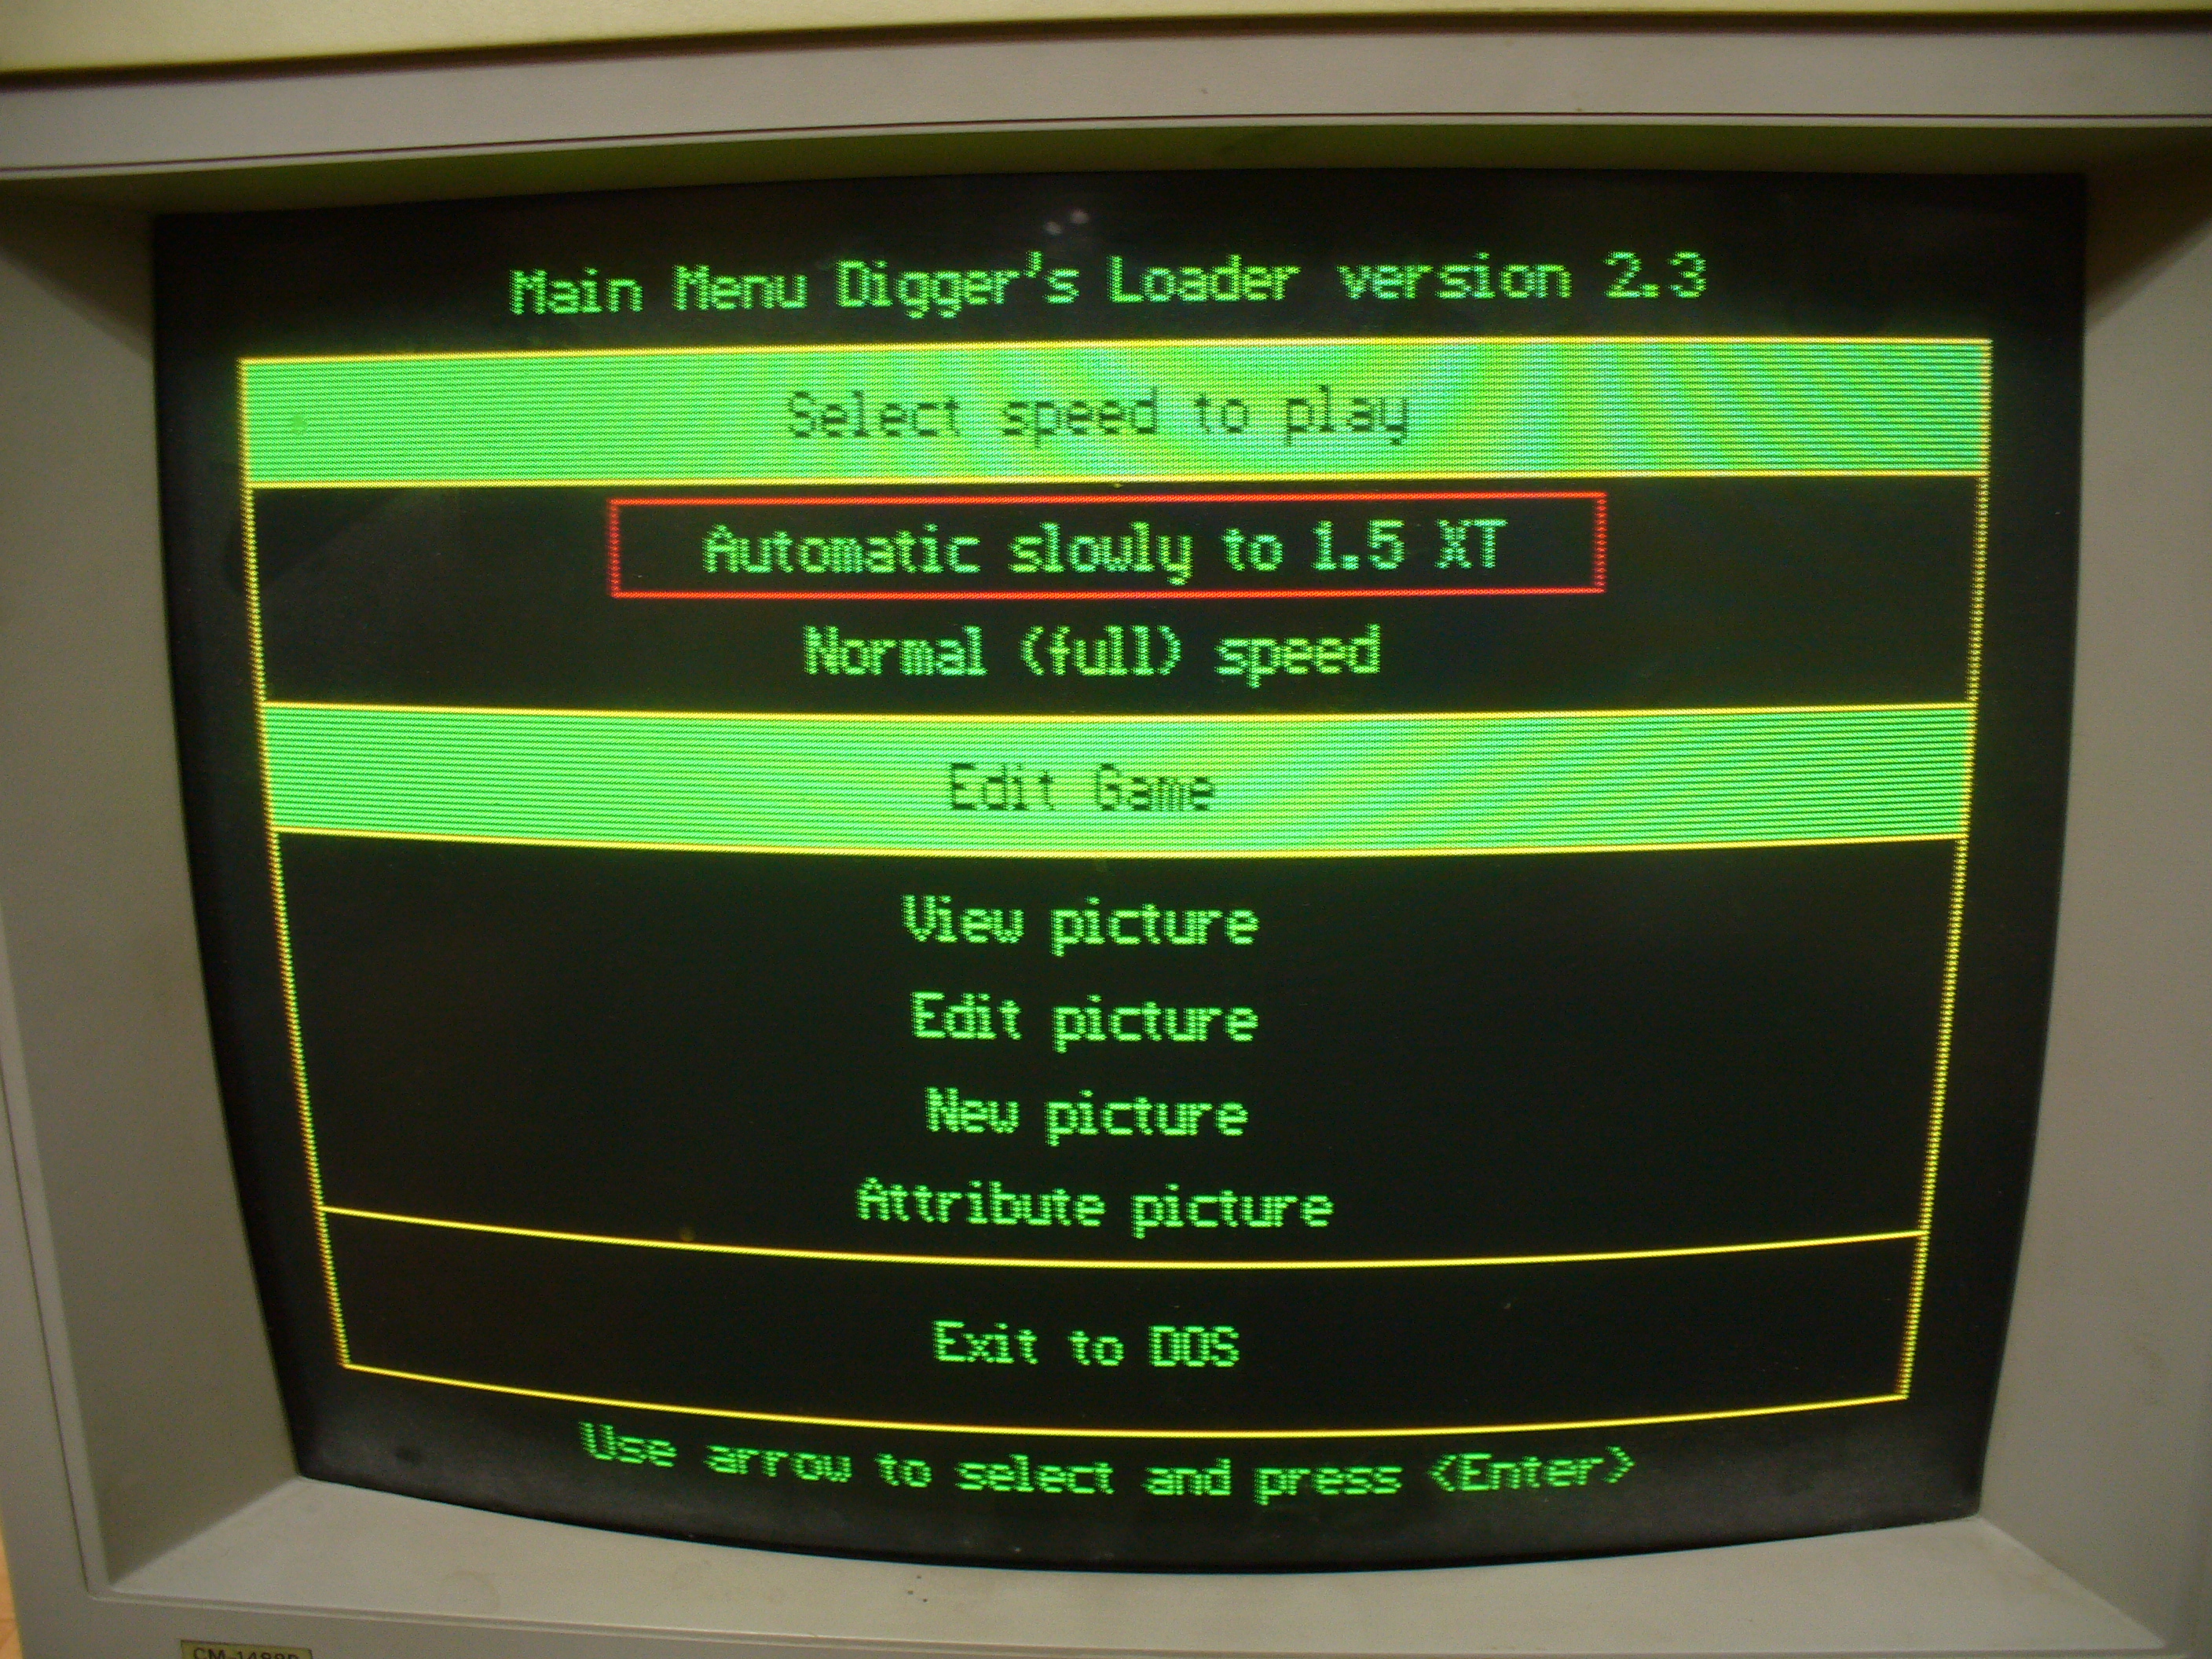 Main Menu Digger's Loader version 2.3
Select speed to play
Automatic slowly to 1.5 XT
Normal (full) speed
Edit Game
View picture
Edit picture
New picture
Attribute picture
Exit to DOS
Use arrow to select and press <Enter>